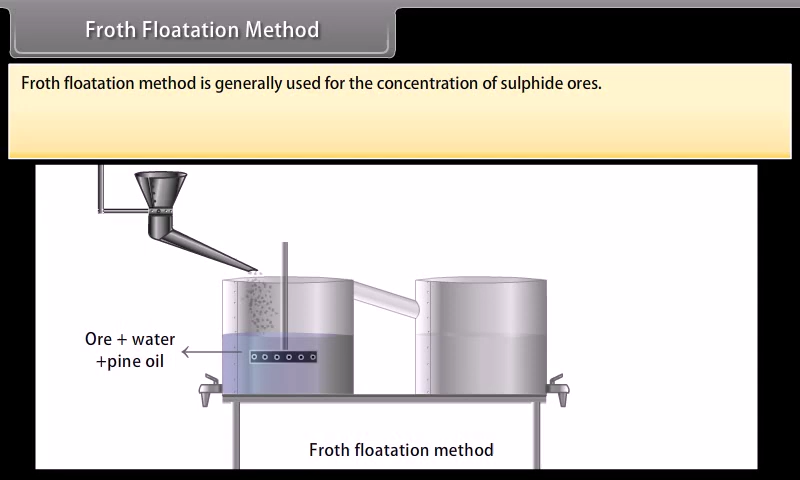 Froth Floatation Method
Froth floatation method is generally used for the concentration of sulphide ores.
Ore + water
+pine oil
Froth floatation method